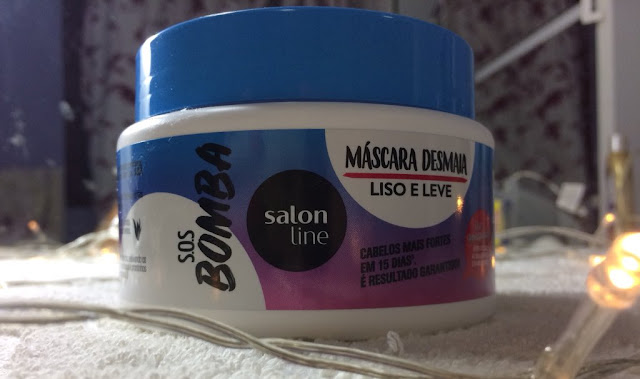 S.O.S
BOMBA
salon
line
MÁSCARA DESMAIA
LISO E LEVE
CABELOS MAIS FORTES
EM 15 DIAS*.
É RESULTADO GARANTIDO!